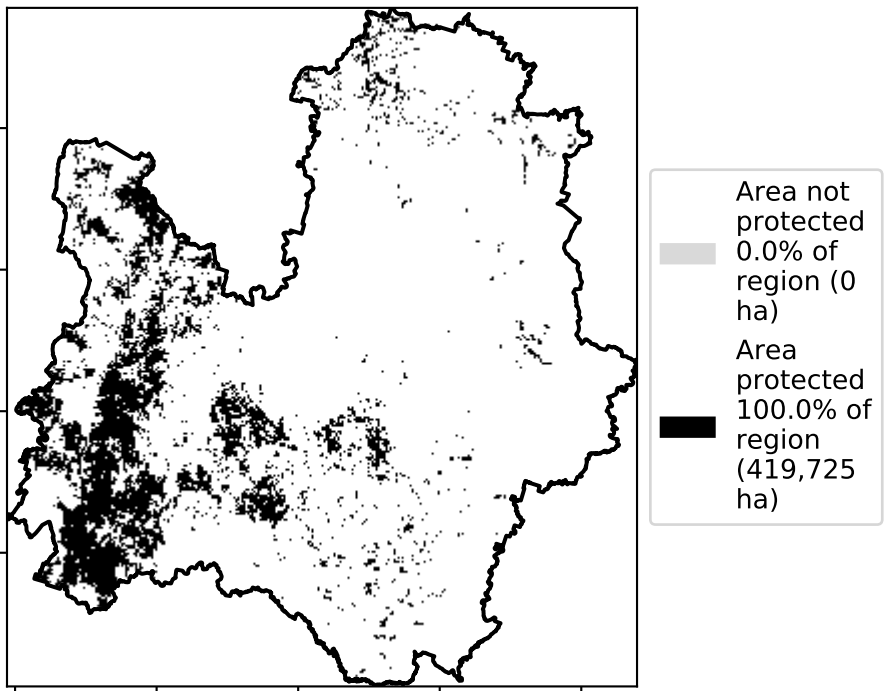 Area not
protected
0.0% of
region (0
ha)
Area
protected
100.0% of
region
(419,725
ha)